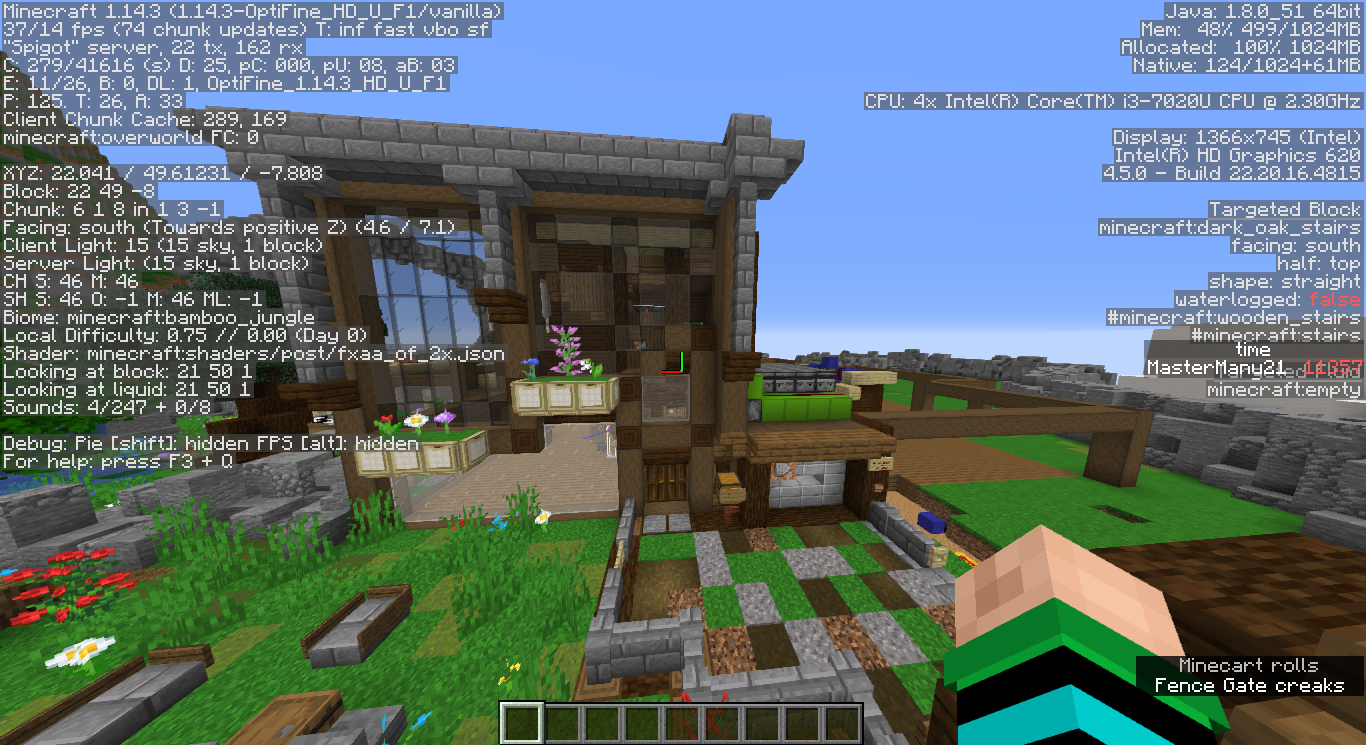 Minecraft 1.14.3 (1.14.3-OptiFine_HD_U_F1/vanilla)
37/14 fps (74 chunk updates) T: inf fast vbo sf
"Spigot" server, 22 tx, 162 rx
C: 279/41616 (s) D: 25, pC: 000, pU: 08, aB: 03
E: 11/26, B: 0, DL: 1, OptiFine_1.14.3_HD_U_F1
P: 125, T: 26, A: 33
Client Chunk Cache: 289, 169
minecraft:overworld FC: 0
XYZ: 22.041 / 49.61231 / -7.808
Block: 22 49 -8
Chunk: 6 1 8 in 1 3 -1
Facing: south (Towards positive Z) (4.6 / 7.1)
Client Light: 15 (15 sky, 1 block)
Server Light: (15 sky, 1 block)
CH S: 46 M: 46
SH S: 46 O: -1 M: 46 ML: -1
Biome: minecraft:bamboo_jungle
Local Difficulty: 0.75 // 0.00 (Day 0)
Shader: minecraft:shaders/post/fxaa_of_2x.json
Looking at block: 21 50 1
Looking at liquid: 21 50 1
Sounds: 4/247 + 0/8
Debug: Pie [shift]: hidden FPS [alt]: hidden
For help: press F3 + Q
Java: 1.8.0_51 64bit
Mem: 48% 499/1024MB
Allocated: 100% 1024MB
Native: 124/1024+61MB
CPU: 4x Intel(R) Core(TM) i3-7020U CPU @ 2.30GHz
Display: 1366x745 (Intel)
Intel(R) HD Graphics 620
4.5.0 - Build 22.20.16.4815
Targeted Block
minecraft:dark_oak_stairs
facing: south
half: top
shape: straight
waterlogged: false
#minecraft:wooden_stairs
#minecraft:stairs
time
MasterMany21
minecraft:empty
Minecart rolls
Fence Gate creaks